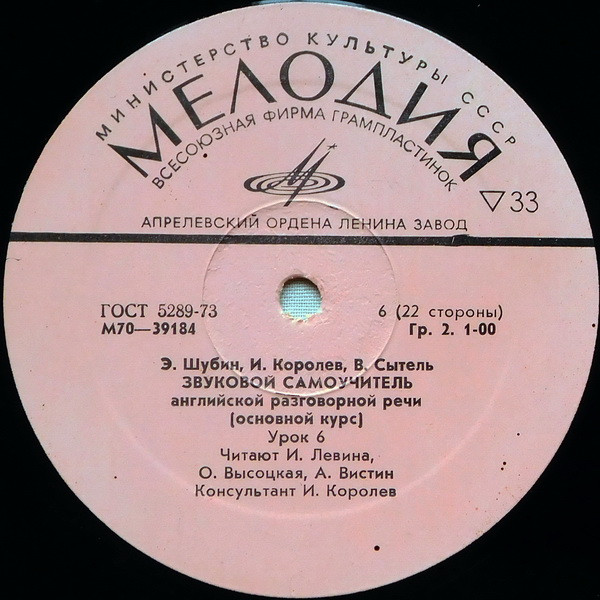 МИНИСТЕРСТВО КУЛЬТУРЫ СССР
МЕЛОДИЯ
ВСЕСОЮЗНАЯ ФИРМА ГРАМПЛАСТИНОК
▽33
АПРЕЛЕВСКИЙ ОРДЕНА ЛЕНИНА ЗАВОД
ГОСТ 5289-73
М70—39184
6 (22 стороны)
Гр. 2. 1-00
Э. Шубин, И. Королев, В. Сытель
ЗВУКОВОЙ САМОУЧИТЕЛЬ
английской разговорной речи
(основной курс)
Урок 6
Читают И. Левина,
О. Высоцкая, А. Вистин
Консультант И. Королев